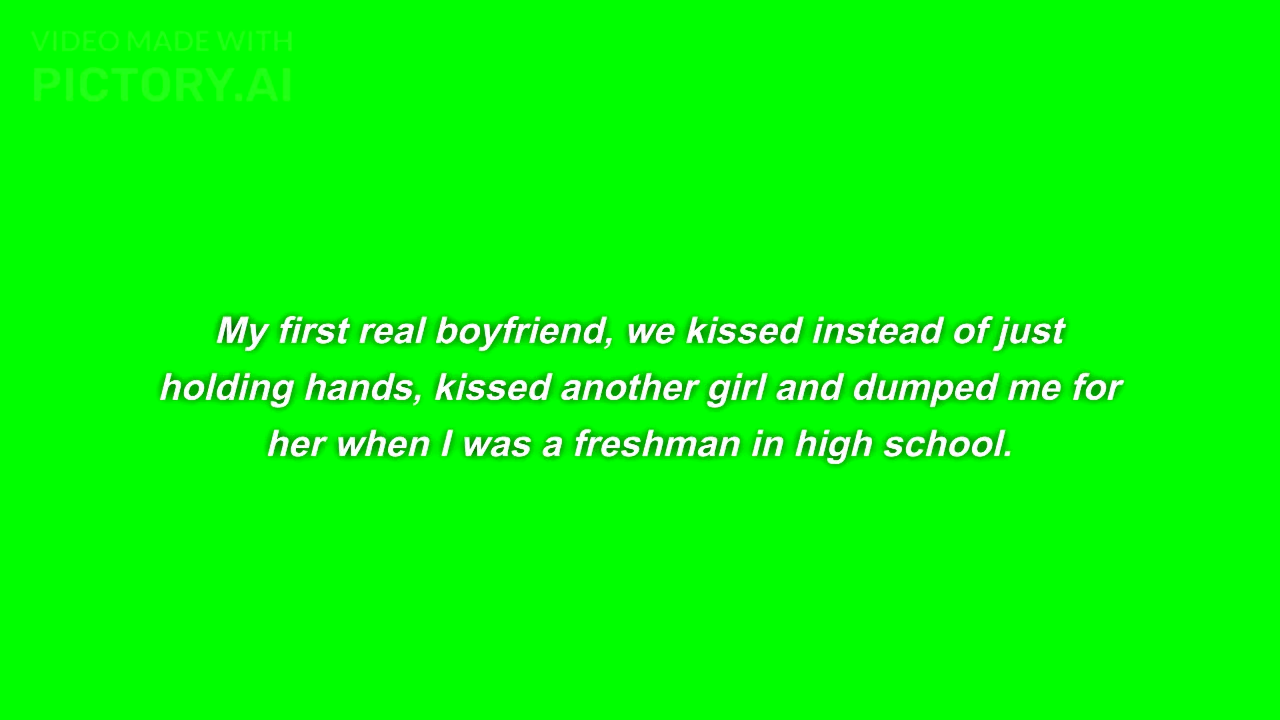 VIDEO MADE WITH
PICTORY.AI
My first real boyfriend, we kissed instead of just
holding hands, kissed another girl and dumped me for
her when I was a freshman in high school.